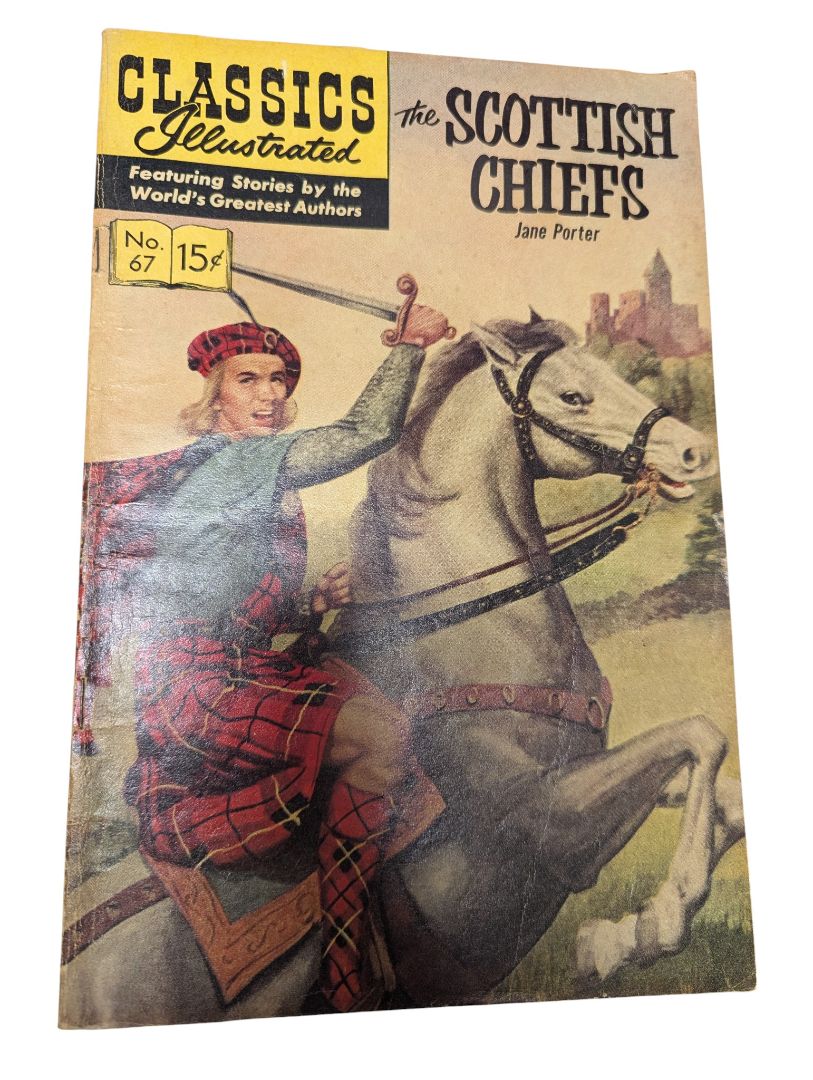 CLASSICS
Illustrated
Featuring Stories by the
World's Greatest Authors
No.
67
15¢
The SCOTTISH
CHIEFS
Jane Porter